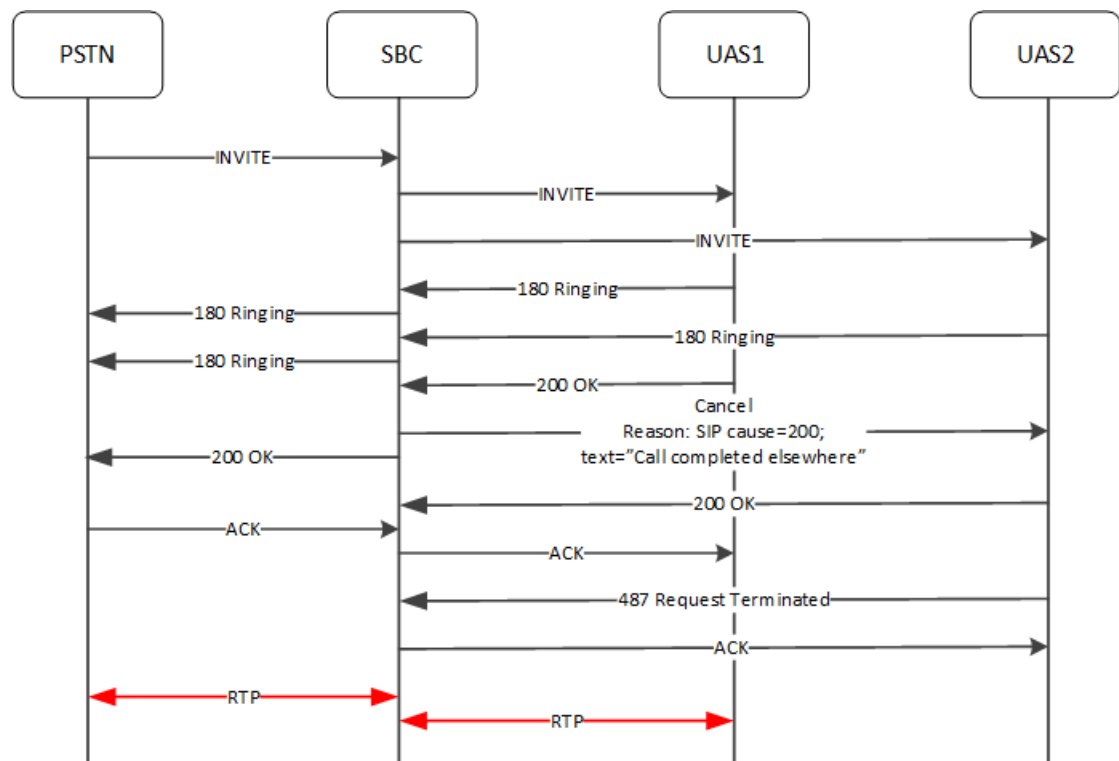 PSTN
SBC
UAS1
UAS2
INVITE
INVITE
INVITE
180 Ringing
180 Ringing
180 Ringing
180 Ringing
200 OK
Cancel
Reason: SIP cause=200;
text=”Call completed elsewhere”
200 OK
200 OK
ACK
ACK
487 Request Terminated
ACK
RTP
RTP